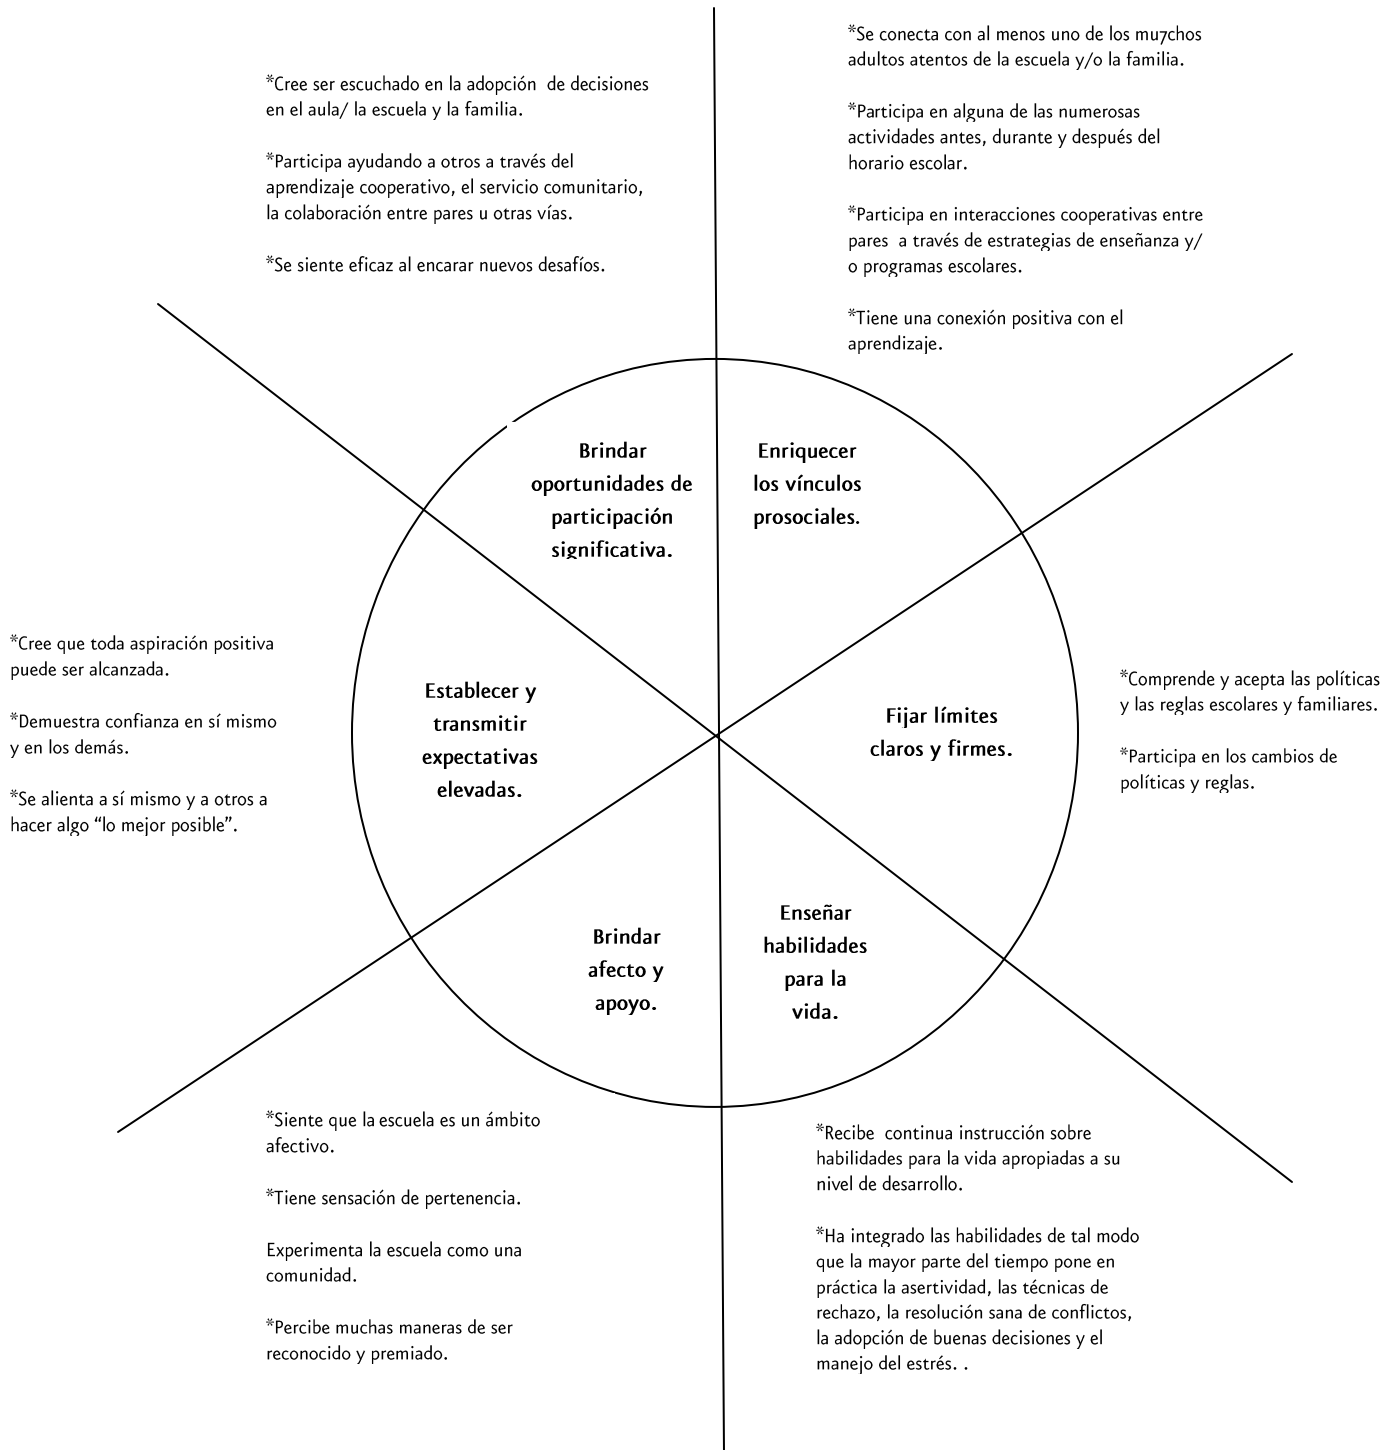 *Cree ser escuchado en la adopción  de decisiones
en el aula/ la escuela y la familia.
*Participa ayudando a otros a través del
aprendizaje cooperativo, el servicio comunitario,
la colaboración entre pares u otras vías.
*Se siente eficaz al encarar nuevos desafíos.
*Se conecta con al menos uno de los mu7chos
adultos atentos de la escuela y/o la familia.
*Participa en alguna de las numerosas
actividades antes, durante y después del
horario escolar.
*Participa en interacciones cooperativas entre
pares  a través de estrategias de enseñanza y/
o programas escolares.
*Tiene una conexión positiva con el
aprendizaje.
Brindar
oportunidades de
participación
significativa.
Enriquecer
los vínculos
prosociales.
*Cree que toda aspiración positiva
puede ser alcanzada.
*Demuestra confianza en sí mismo
y en los demás.
*Se alienta a sí mismo y a otros a
hacer algo “lo mejor posible”.
Establecer y
transmitir
expectativas
elevadas.
Fijar límites
claros y firmes.
*Comprende y acepta las políticas
y las reglas escolares y familiares.
*Participa en los cambios de
políticas y reglas.
Brindar
afecto y
apoyo.
Enseñar
habilidades
para la
vida.
*Siente que la escuela es un ámbito
afectivo.
*Tiene sensación de pertenencia.
Experimenta la escuela como una
comunidad.
*Percibe muchas maneras de ser
reconocido y premiado.
*Recibe  continua instrucción sobre
habilidades para la vida apropiadas a su
nivel de desarrollo.
*Ha integrado las habilidades de tal modo
que la mayor parte del tiempo pone en
práctica la asertividad, las técnicas de
rechazo, la resolución sana de conflictos,
la adopción de buenas decisiones y el
manejo del estrés. .